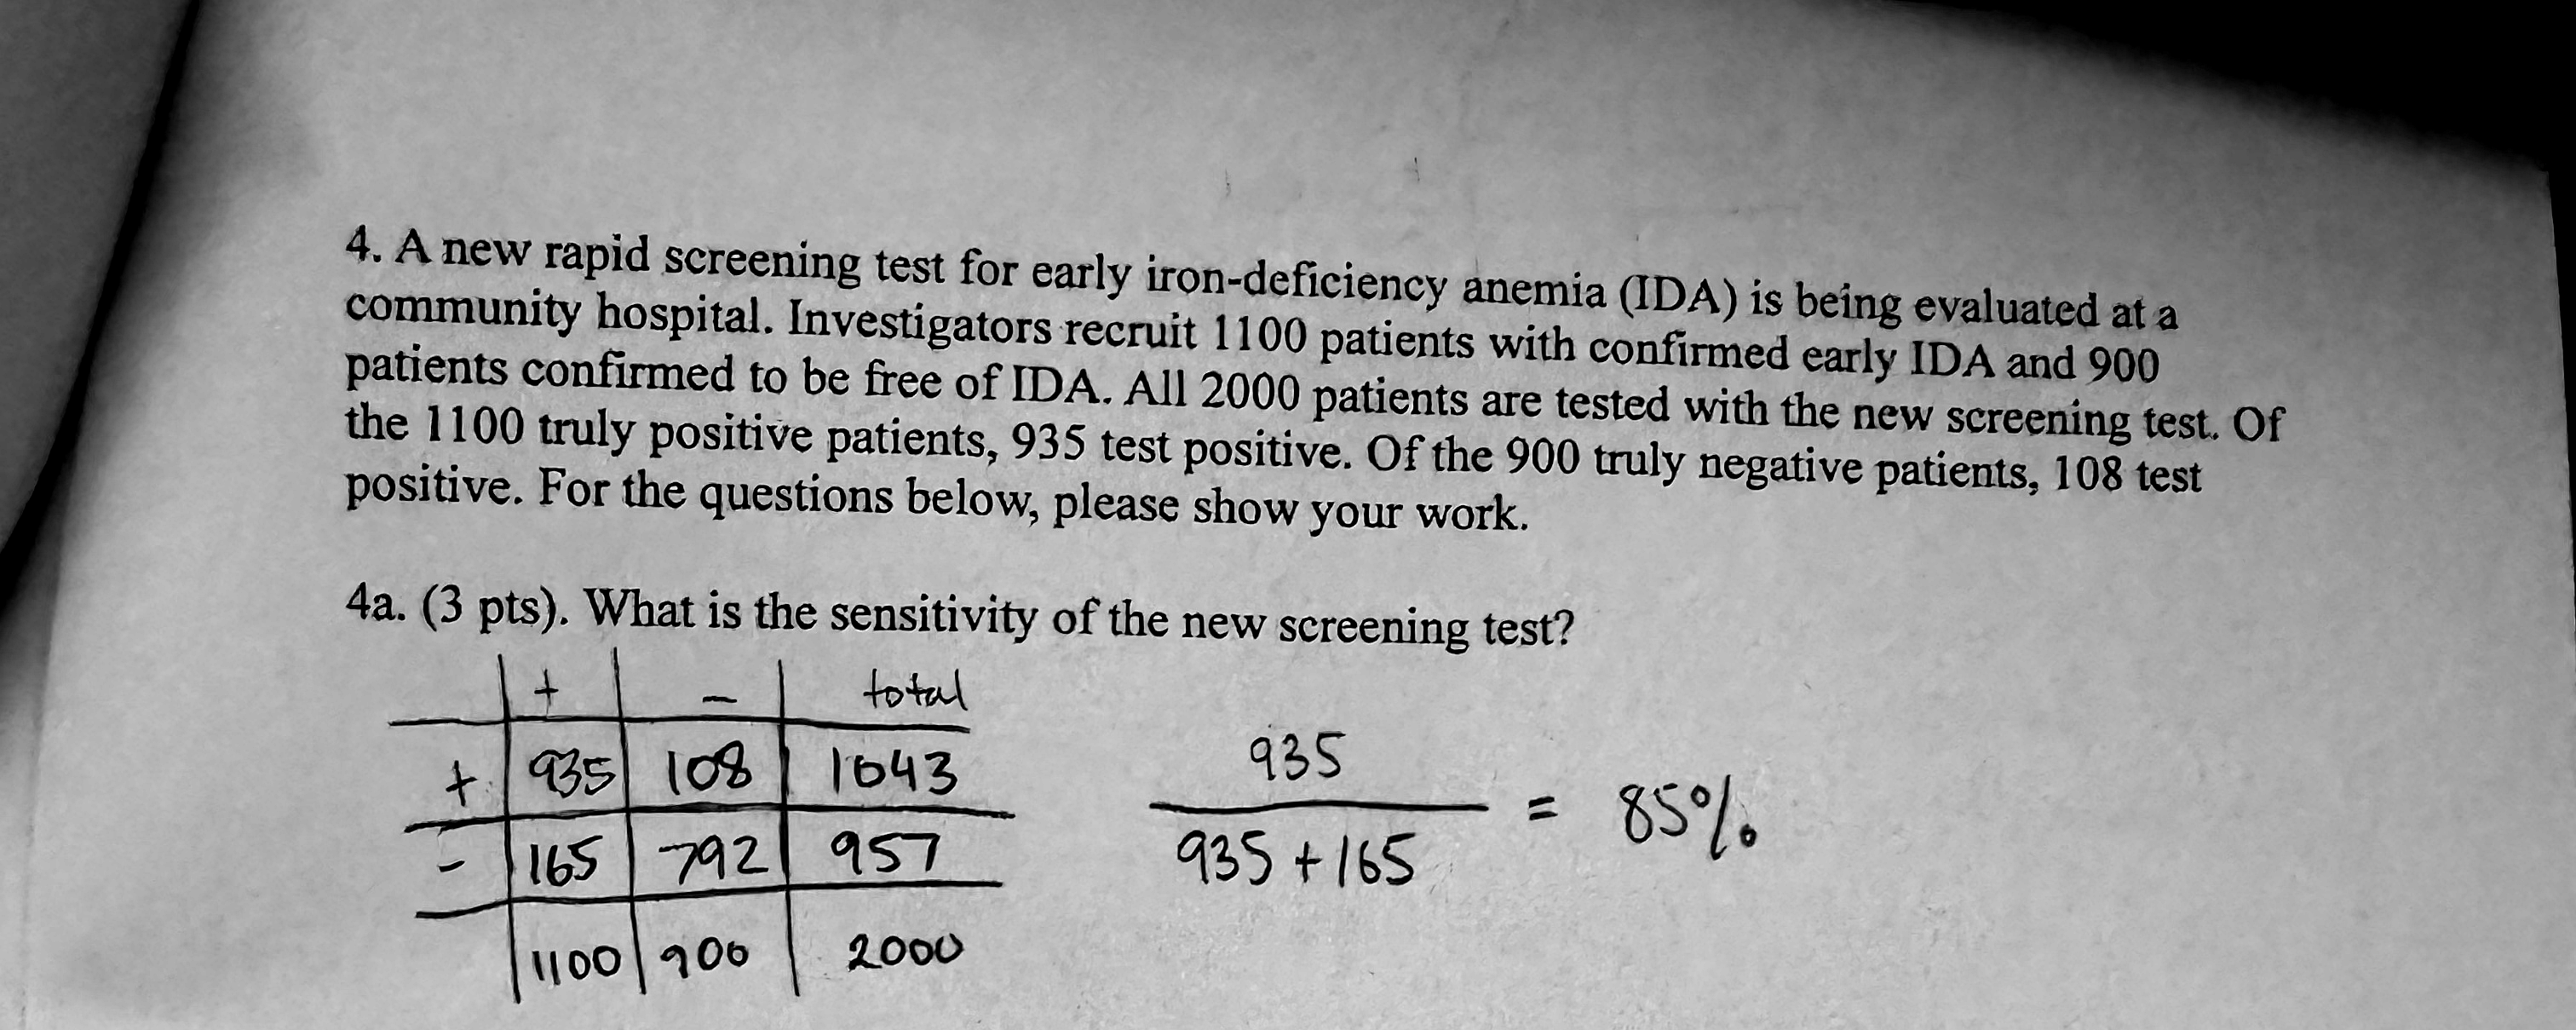 4. A new rapid screening test for early iron-deficiency anemia (IDA) is being evaluated at a
community hospital. Investigators recruit 1100 patients with confirmed early IDA and 900
patients confirmed to be free of IDA. All 2000 patients are tested with the new screening test. Of
the 1100 truly positive patients, 935 test positive. Of the 900 truly negative patients, 108 test
positive. For the questions below, please show your work.
4a. (3 pts). What is the sensitivity of the new screening test?
+ - total
+ 935 108 1043
- 165 792 957
1100 900 2000
935
935 + 165
= 85%